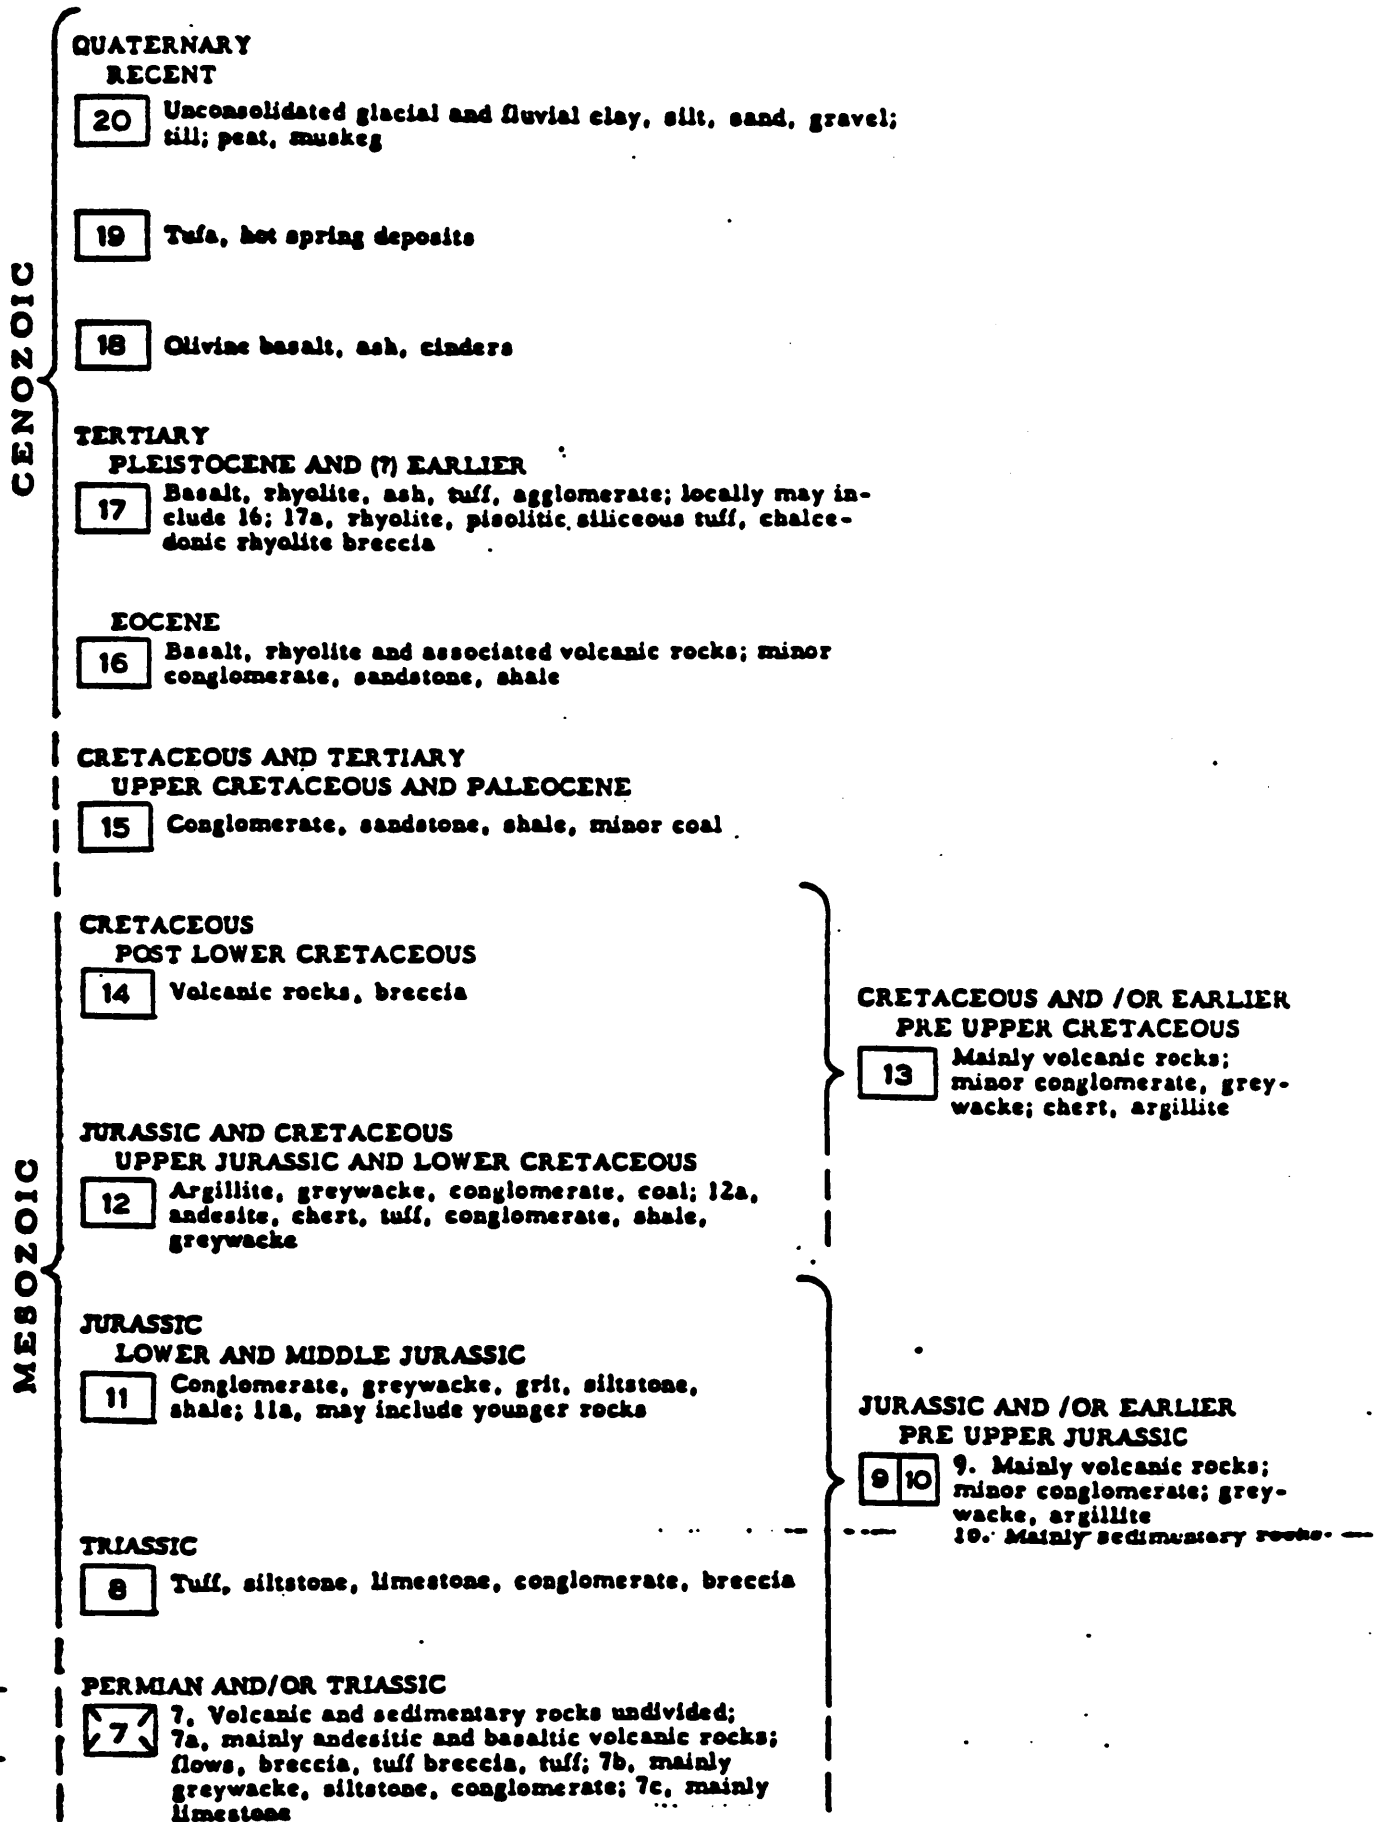 CENOZOIC
QUATERNARY
RECENT
20
Unconsolidated glacial and fluvial clay, silt, sand, gravel;
till; peat, muskeg
19
Tufa, hot spring deposits
18
Olivine basalt, ash, cinders
TERTIARY
PLEISTOCENE AND (?) EARLIER
17
Basalt, rhyolite, ash, tuff, agglomerate; locally may in-
clude 16; 17a, rhyolite, pisolitic siliceous tuff, chalce-
donic rhyolite breccia
EOCENE
16
Basalt, rhyolite and associated volcanic rocks; minor
conglomerate, sandstone, shale
CRETACEOUS AND TERTIARY
UPPER CRETACEOUS AND PALEOCENE
15
Conglomerate, sandstone, shale, minor coal
MESOZOIC
CRETACEOUS
POST LOWER CRETACEOUS
14
Volcanic rocks, breccia
CRETACEOUS AND /OR EARLIER
PRE UPPER CRETACEOUS
13
Mainly volcanic rocks;
minor conglomerate, grey-
wacke; chert, argillite
JURASSIC AND CRETACEOUS
UPPER JURASSIC AND LOWER CRETACEOUS
12
Argillite, greywacke, conglomerate, coal; 12a,
andesite, chert, tuff, conglomerate, shale,
greywacke
JURASSIC
LOWER AND MIDDLE JURASSIC
11
Conglomerate, greywacke, grit, siltstone,
shale; 11a, may include younger rocks
JURASSIC AND /OR EARLIER
PRE UPPER JURASSIC
9 10
9. Mainly volcanic rocks;
minor conglomerate; grey-
wacke, argillite
10. Mainly sedimentary rocks
TRIASSIC
8
Tuff, siltstone, limestone, conglomerate, breccia
PERMIAN AND/OR TRIASSIC
7
7, Volcanic and sedimentary rocks undivided;
7a, mainly andesitic and basaltic volcanic rocks;
flows, breccia, tuff breccia, tuff; 7b, mainly
greywacke, siltstone, conglomerate; 7c, mainly
limestone